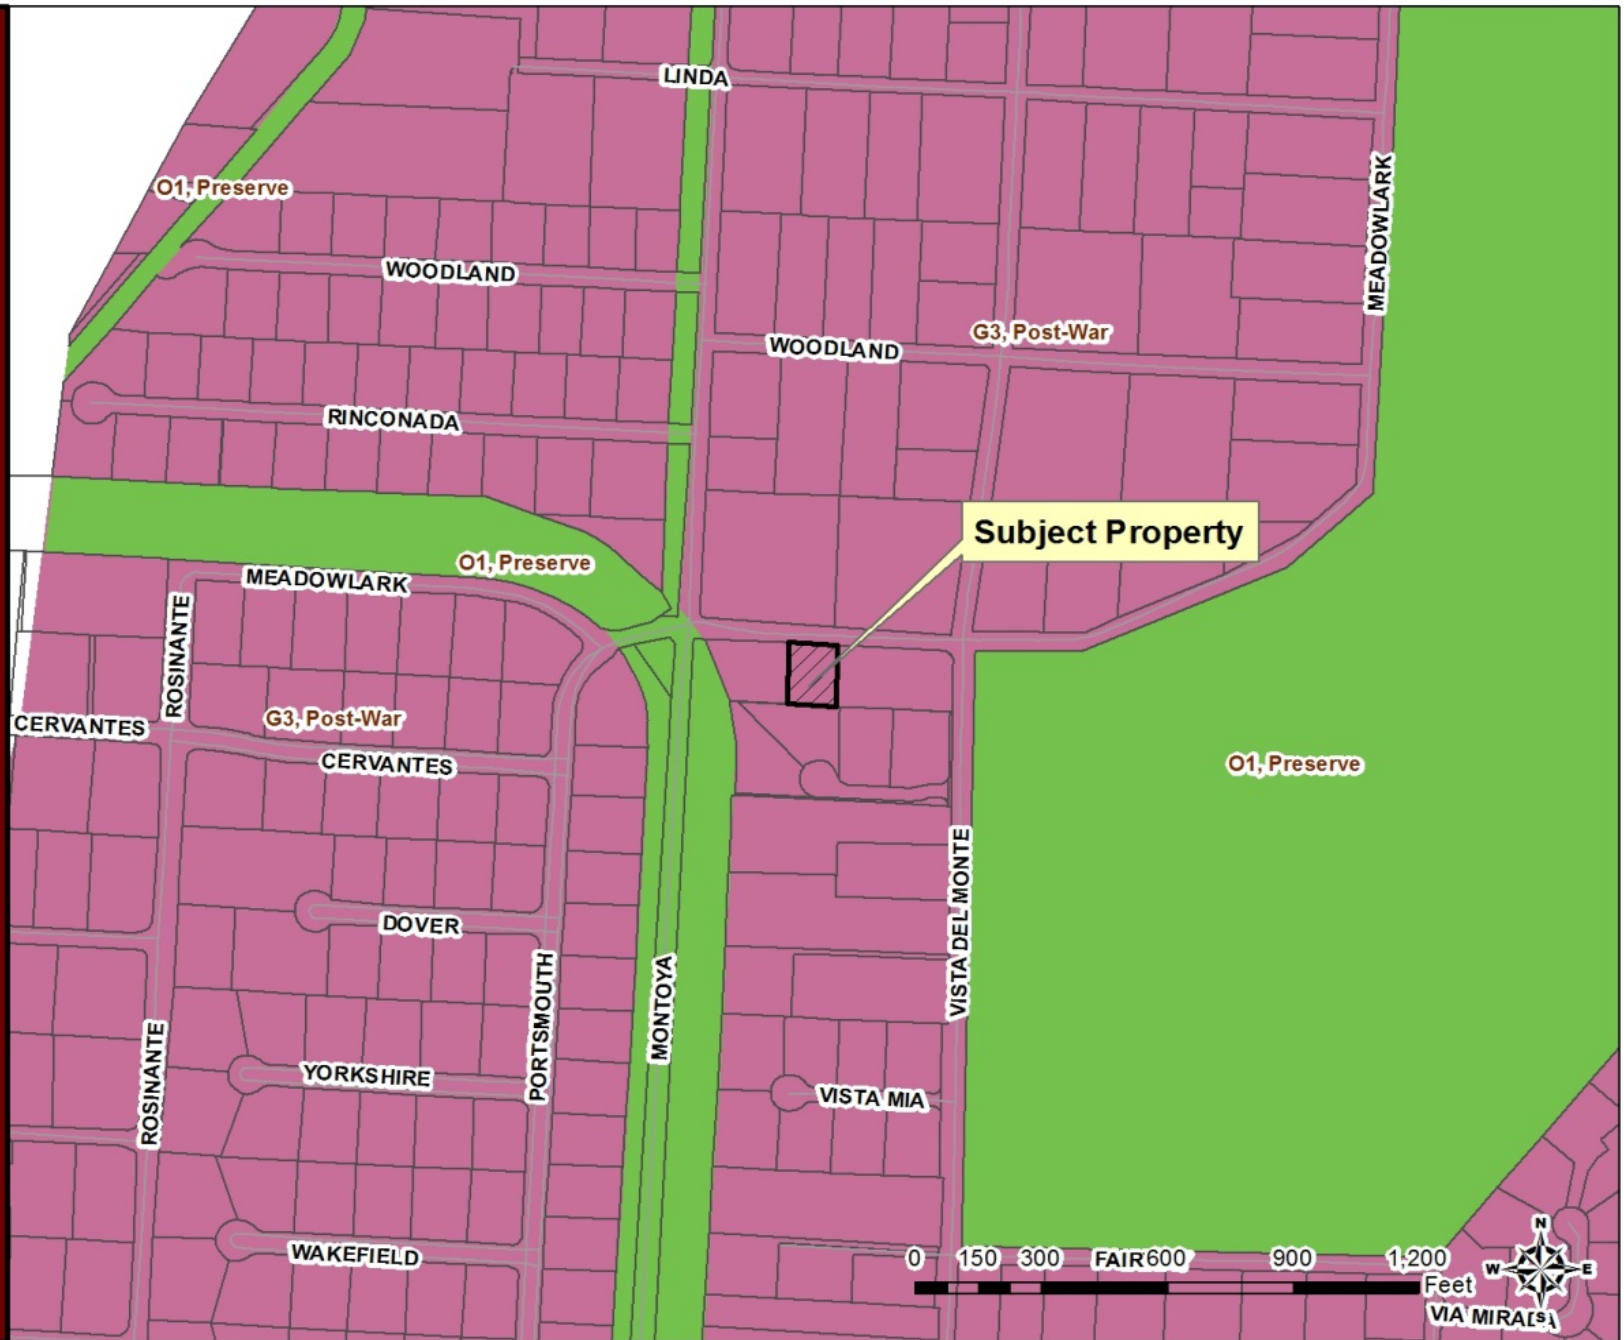 LINDA
MEADOWLARK
O1, Preserve
WOODLAND
G3, Post-War
WOODLAND
RINCONADA
Subject Property
O1, Preserve
MEADOWLARK
ROSINANTE
G3, Post-War
CERVANTES
CERVANTES
O1, Preserve
DOVER
VISTA DEL MONTE
PORTSMOUTH
MONTOYA
ROSINANTE
YORKSHIRE
VISTA MIA
WAKEFIELD
N
W E
S
0 150 300 600 900 1,200
FAIR
Feet